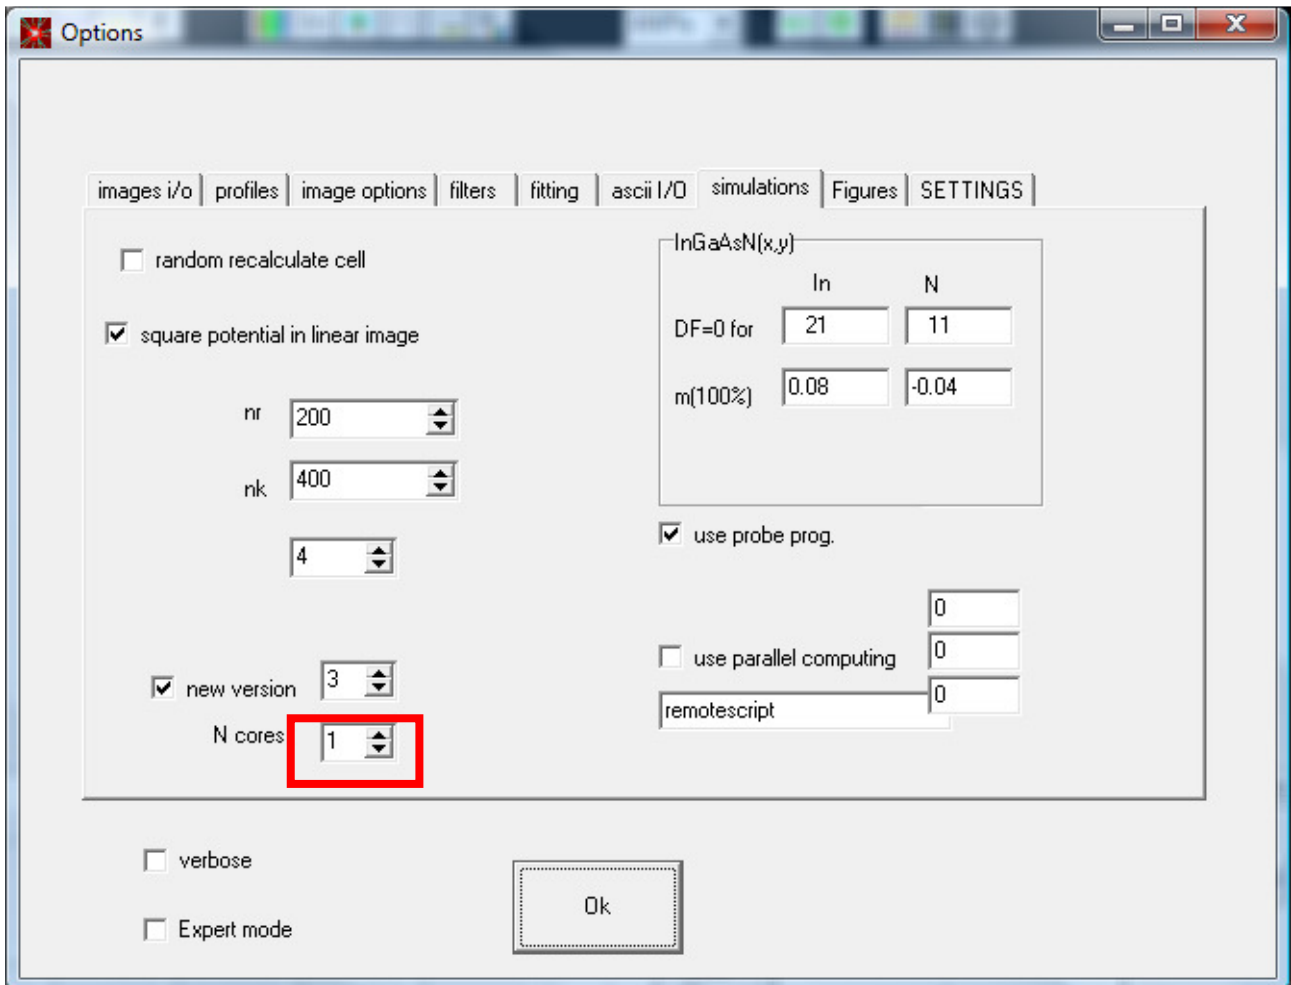 Options
images i/o profiles image options filters fitting ascii I/O simulations Figures SETTINGS
random recalculate cell
square potential in linear image
nr 200
nk 400
4
new version 3
N cores 1
InGaAsN(x,y)
In N
DF=0 for 21 11
m(100%) 0.08 -0.04
use probe prog.
0
use parallel computing 0
remotescript 0
verbose
Expert mode
Ok